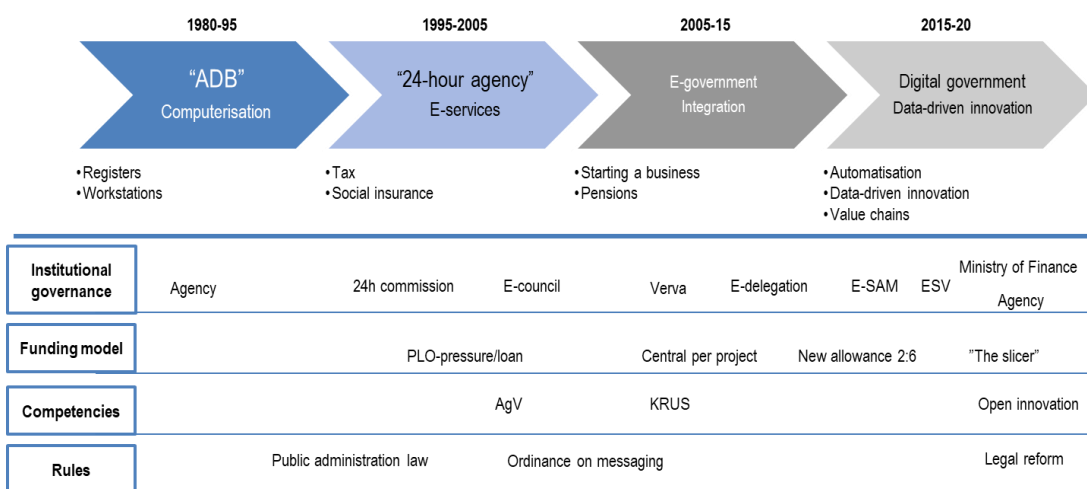 1980-95
1995-2005
2005-15
2015-20
“ADB”
Computerisation
“24-hour agency”
E-services
E-government
Integration
Digital government
Data-driven innovation
•Registers
•Workstations
•Tax
•Social insurance
•Starting a business
•Pensions
•Automatisation
•Data-driven innovation
•Value chains
Institutional
governance
Agency
24h commission
E-council
Verva
E-delegation
E-SAM
ESV
Ministry of Finance
Agency
Funding model
PLO-pressure/loan
Central per project
New allowance 2:6
”The slicer”
Competencies
AgV
KRUS
Open innovation
Rules
Public administration law
Ordinance on messaging
Legal reform